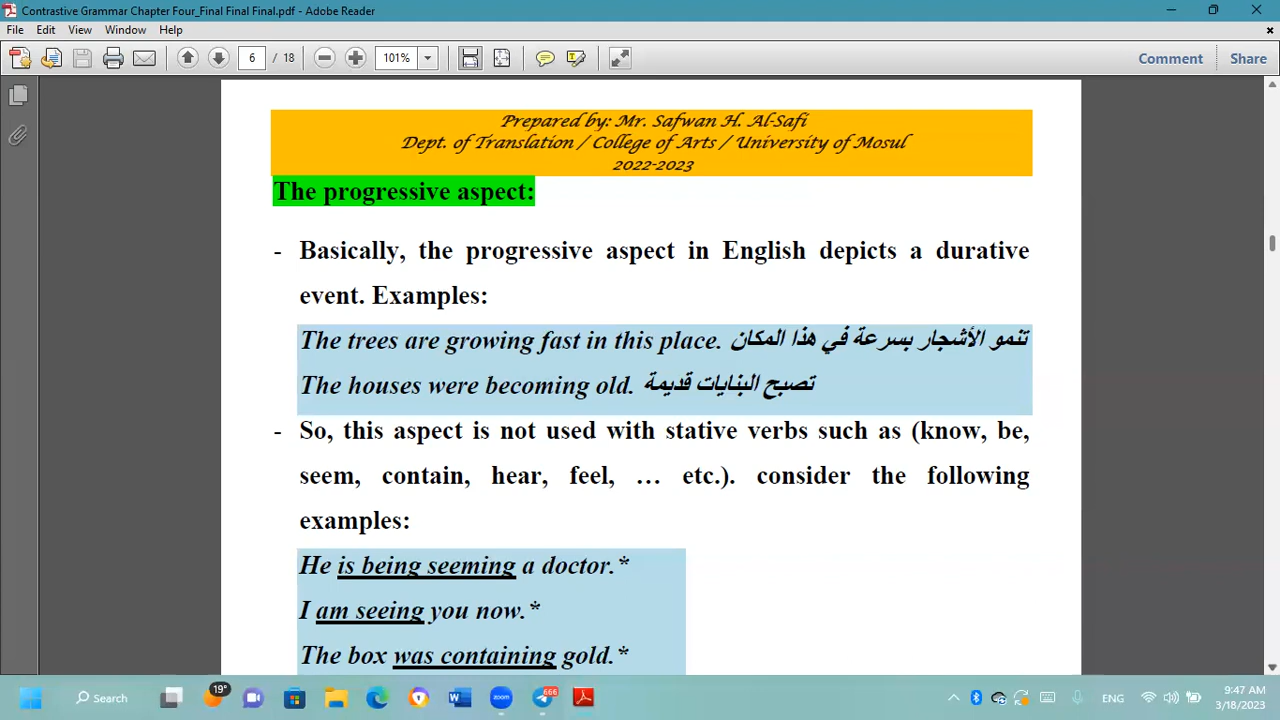 Contrastive Grammar Chapter Four_Final Final Final.pdf - Adobe Reader
File Edit View Window Help
6 / 18 101% Comment Share
Prepared by: Mr. Safwan H. Al-Safi
Dept. of Translation / College of Arts / University of Mosul
2022-2023
The progressive aspect:
- Basically, the progressive aspect in English depicts a durative
event. Examples:
The trees are growing fast in this place. تنمو الأشجار بسرعة في هذا المكان
The houses were becoming old. تصبح البنايات قديمة
- So, this aspect is not used with stative verbs such as (know, be,
seem, contain, hear, feel, … etc.). consider the following
examples:
He is being seeming a doctor.*
I am seeing you now.*
The box was containing gold.*
19° Search 666 ENG 9:47 AM
3/18/2023